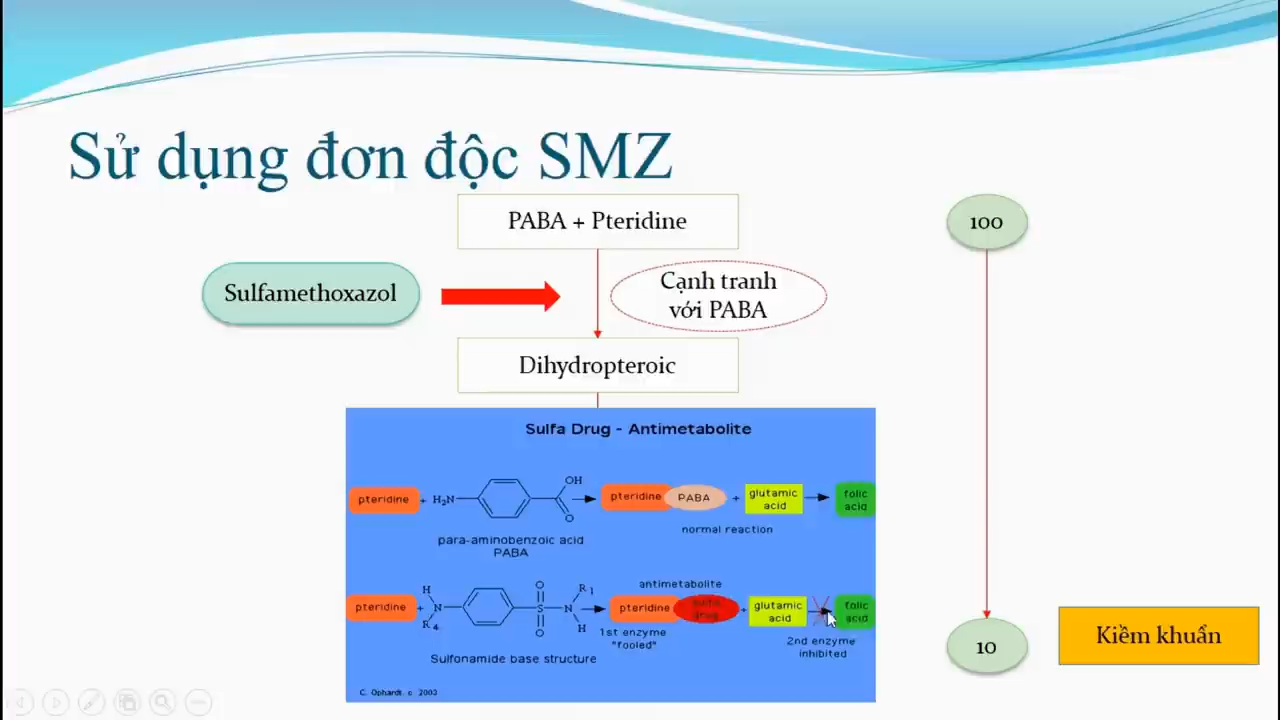 Sử dụng đơn độc SMZ
PABA + Pteridine
100
Sulfamethoxazol
Cạnh tranh
với PABA
Dihydropteroic
Sulfa Drug - Antimetabolite
pteridine + H₂N OH O pteridine PABA + glutamic acid folic acid
normal reaction
para-aminobenzoic acid
PABA
antimetabolite
pteridine + H N R₄ O S O N R₁ H pteridine drug + glutamic acid folic acid
1st enzyme
"fooled"
2nd enzyme
inhibited
Sulfonamide base structure
C. Ophardt, c. 2003
10
Kiềm khuẩn